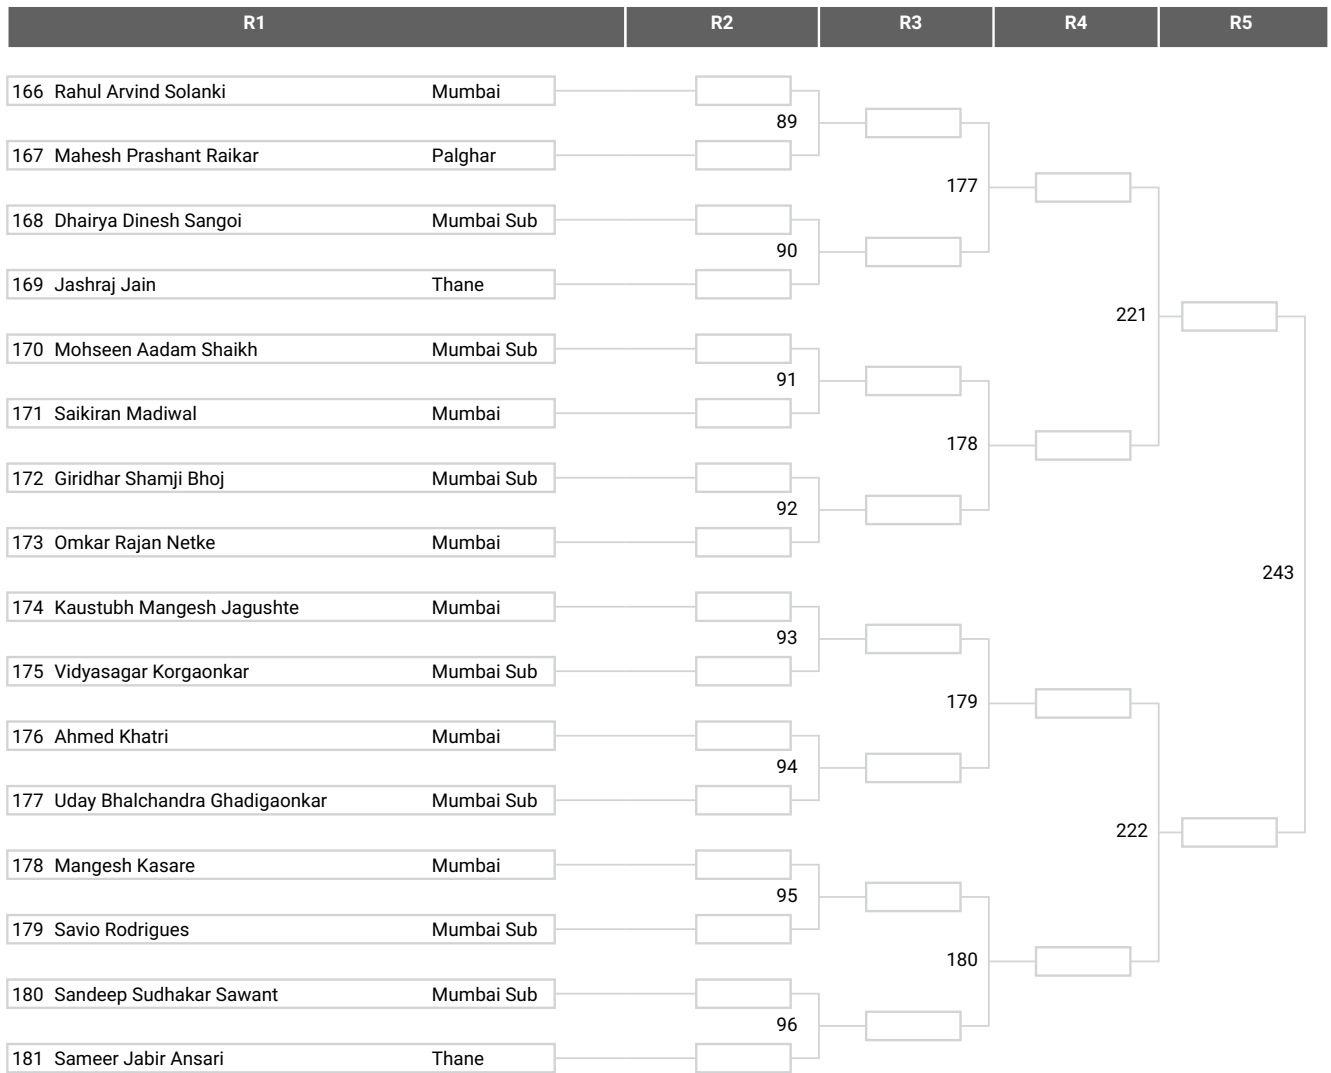 R1 R2 R3 R4 R5
166 Rahul Arvind Solanki Mumbai
89
167 Mahesh Prashant Raikar Palghar
177
168 Dhairya Dinesh Sangoi Mumbai Sub
90
169 Jashraj Jain Thane
221
170 Mohseen Aadam Shaikh Mumbai Sub
91
171 Saikiran Madiwal Mumbai
178
172 Giridhar Shamji Bhoj Mumbai Sub
92
173 Omkar Rajan Netke Mumbai
243
174 Kaustubh Mangesh Jagushte Mumbai
93
175 Vidyasagar Korgaonkar Mumbai Sub
179
176 Ahmed Khatri Mumbai
94
177 Uday Bhalchandra Ghadigaonkar Mumbai Sub
222
178 Mangesh Kasare Mumbai
95
179 Savio Rodrigues Mumbai Sub
180
180 Sandeep Sudhakar Sawant Mumbai Sub
96
181 Sameer Jabir Ansari Thane